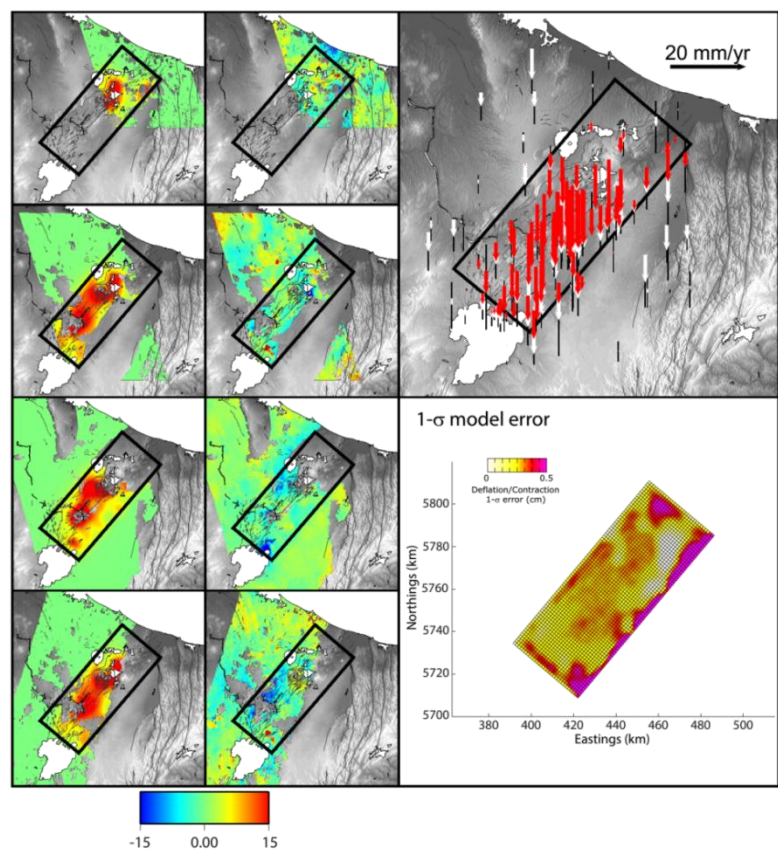 20 mm/yr
1-σ model error
0.0 0.5
Deflation/Contraction
1-σ error (cm)
5800
5780
5760
5740
5720
5700
Northings (km)
380 400 420 440 460 480 500
Eastings (km)
-15 0.00 15